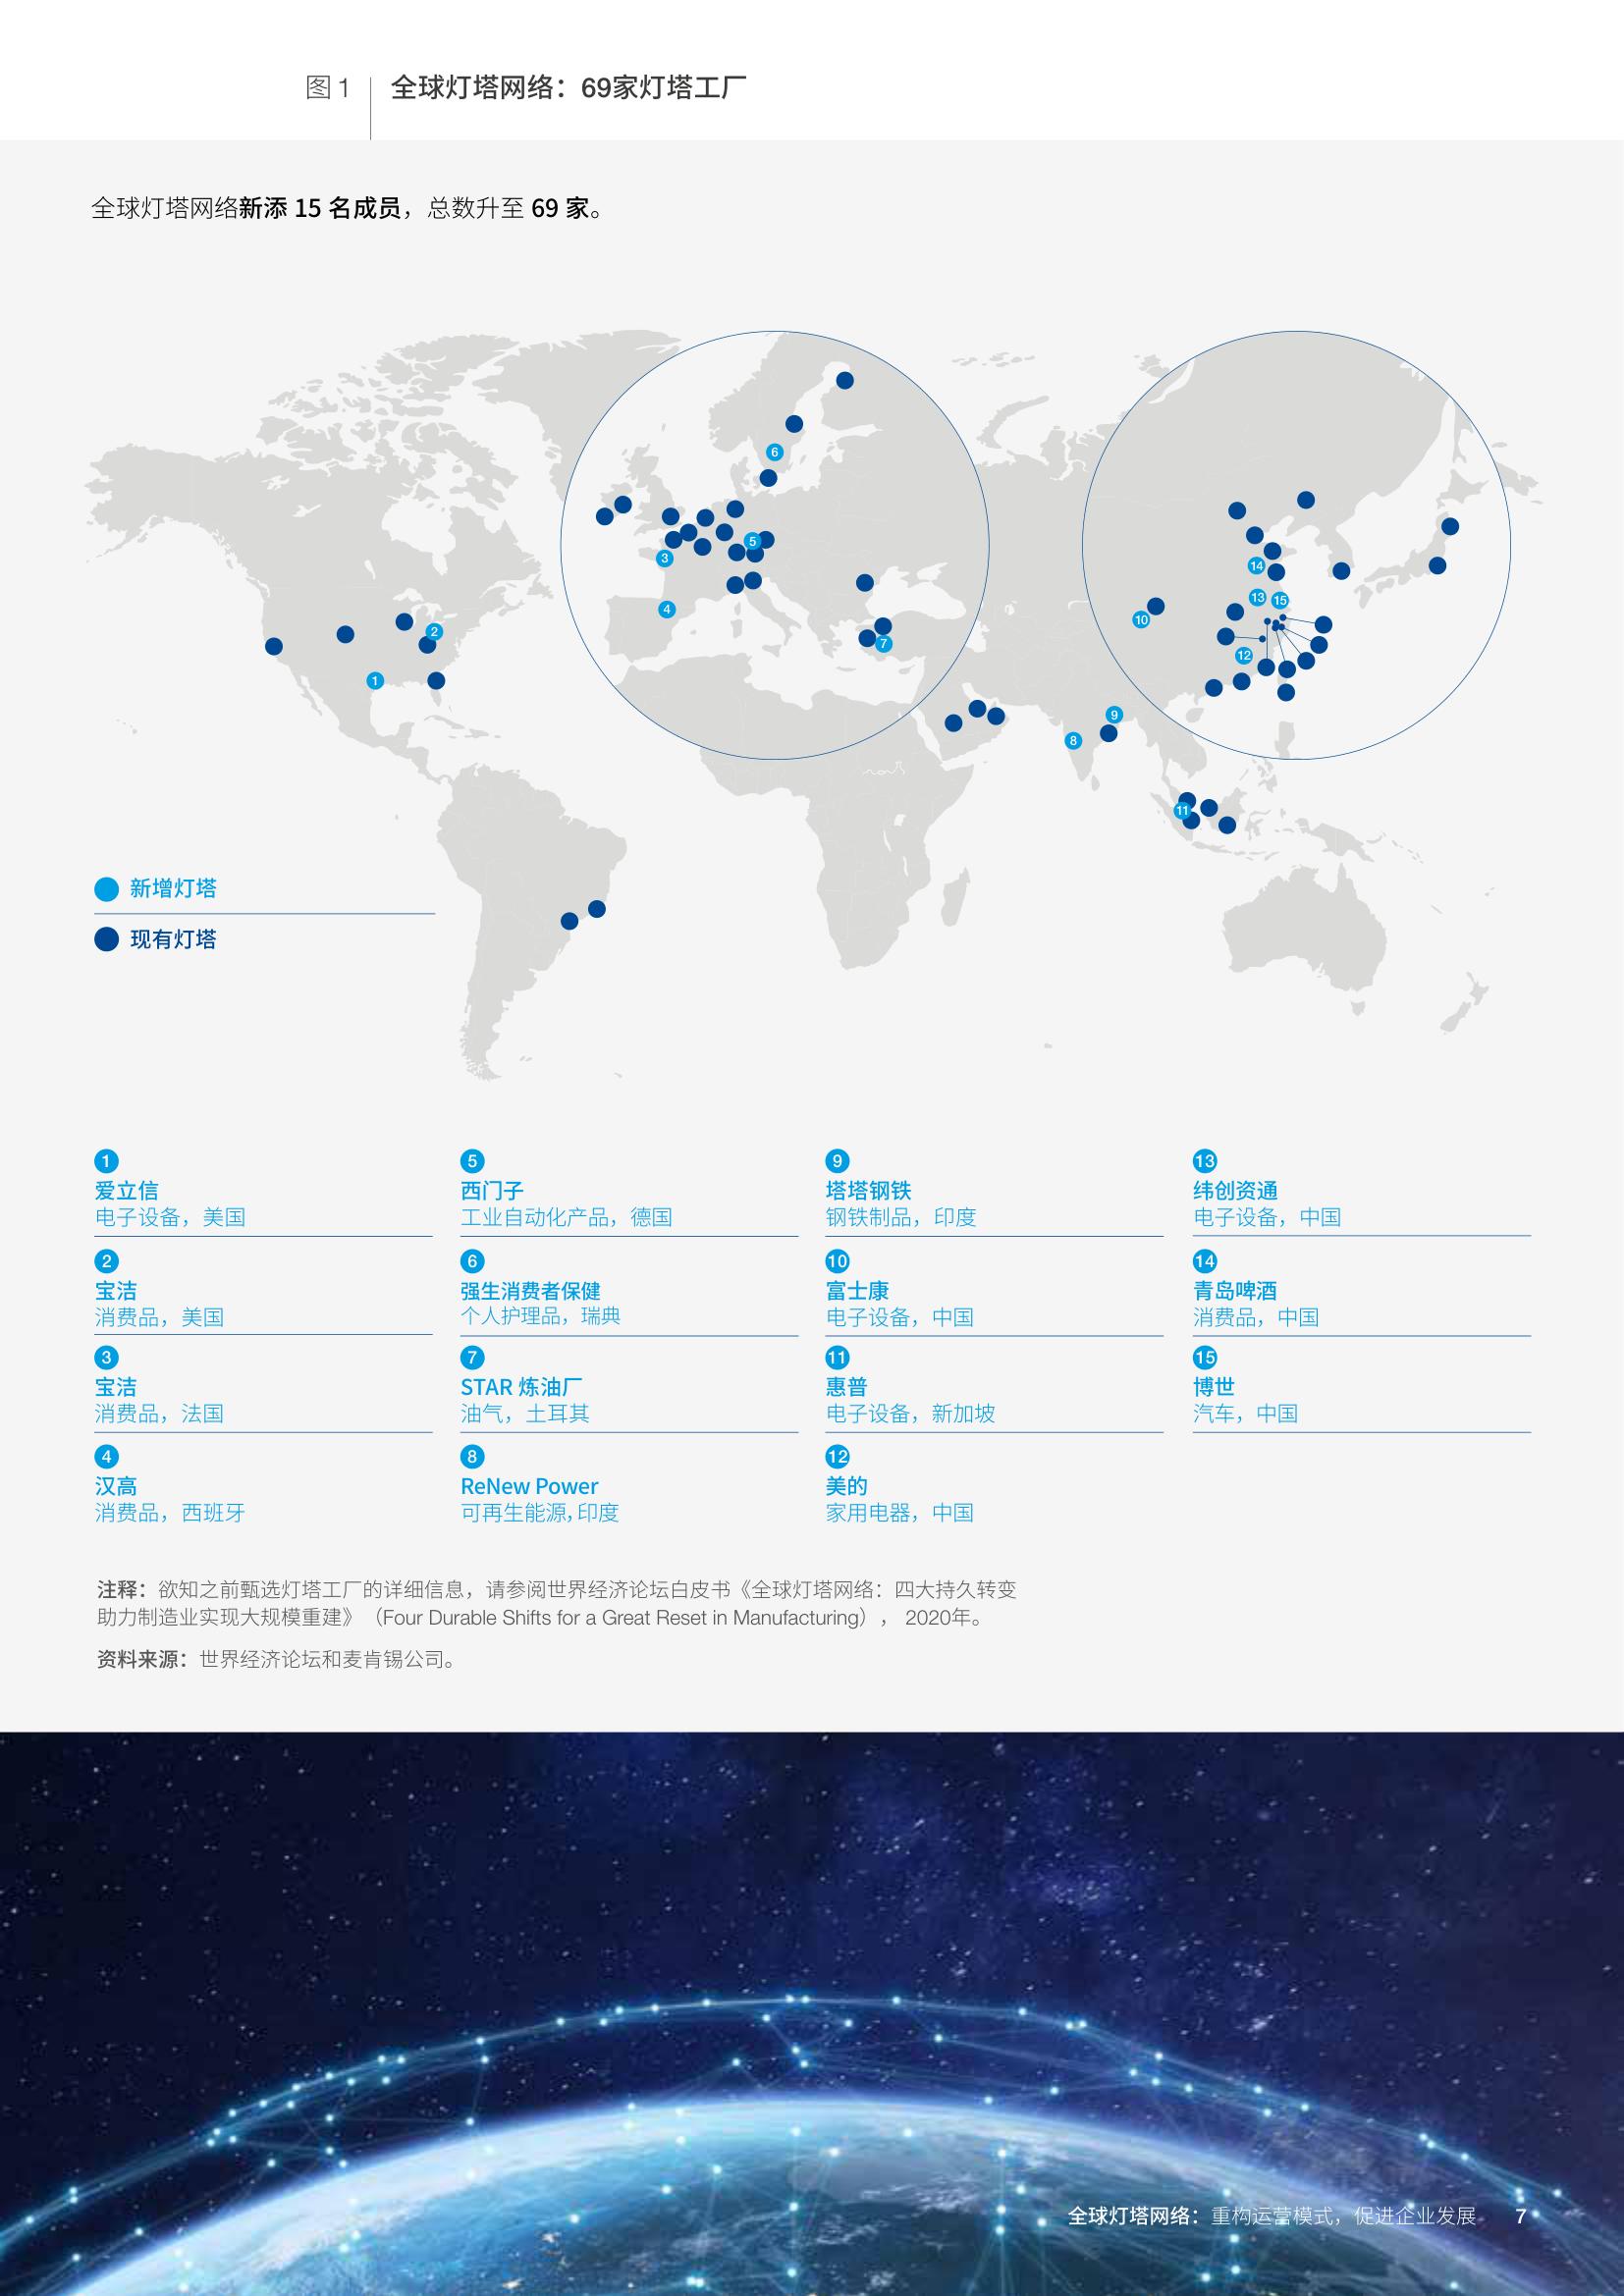 图 1
全球灯塔网络：69家灯塔工厂
全球灯塔网络新添 15 名成员，总数升至 69 家。
6
5
3
4
7
2
1
14
13
15
10
12
9
8
11
新增灯塔
现有灯塔
1
爱立信
电子设备，美国
2
宝洁
消费品，美国
3
宝洁
消费品，法国
4
汉高
消费品，西班牙
5
西门子
工业自动化产品，德国
6
强生消费者保健
个人护理品，瑞典
7
STAR 炼油厂
油气，土耳其
8
ReNew Power
可再生能源，印度
9
塔塔钢铁
钢铁制品，印度
10
富士康
电子设备，中国
11
惠普
电子设备，新加坡
12
美的
家用电器，中国
13
纬创资通
电子设备，中国
14
青岛啤酒
消费品，中国
15
博世
汽车，中国
注释：欲知之前甄选灯塔工厂的详细信息，请参阅世界经济论坛白皮书《全球灯塔网络：四大持久转变
助力制造业实现大规模重建》（Four Durable Shifts for a Great Reset in Manufacturing），2020年。
资料来源：世界经济论坛和麦肯锡公司。
全球灯塔网络：重构运营模式，促进企业发展 7